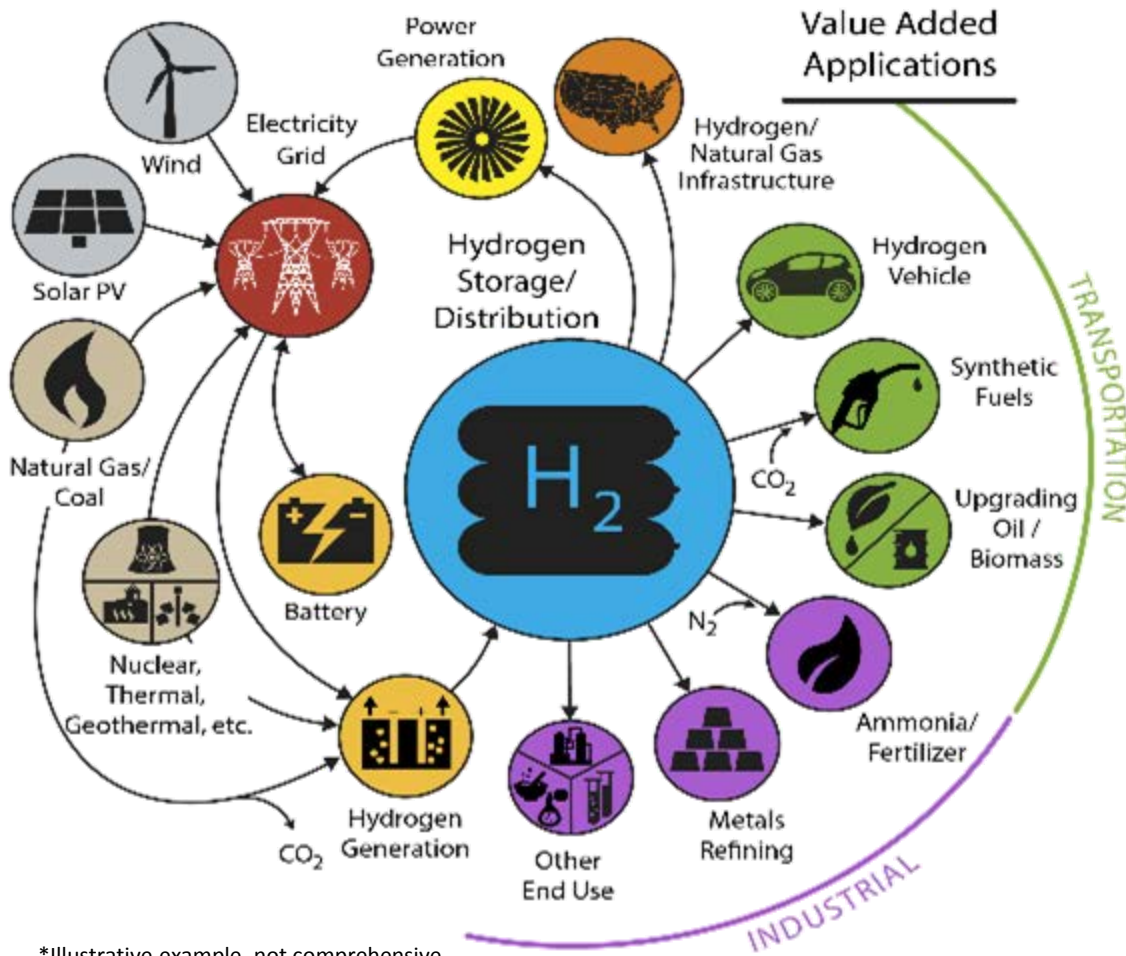 Power
Generation
Value Added
Applications
Wind
Electricity
Grid
Hydrogen/
Natural Gas
Infrastructure
Solar PV
Hydrogen
Storage/
Distribution
Hydrogen
Vehicle
TRANSPORTATION
Natural Gas/
Coal
H2
Synthetic
Fuels
CO2
Upgrading
Oil /
Biomass
+ -
Battery
N2
Nuclear,
Thermal,
Geothermal, etc.
Ammonia/
Fertilizer
Hydrogen
Generation
CO2
Metals
Refining
Other
End Use
INDUSTRIAL
*Illustrative example, not comprehensive